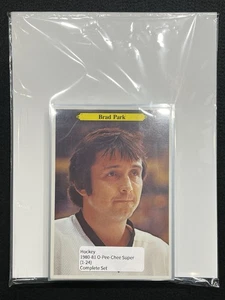 Brad Park
Hockey
1980-81 O-Pee-Chee Super
(1-24)
Complete Set